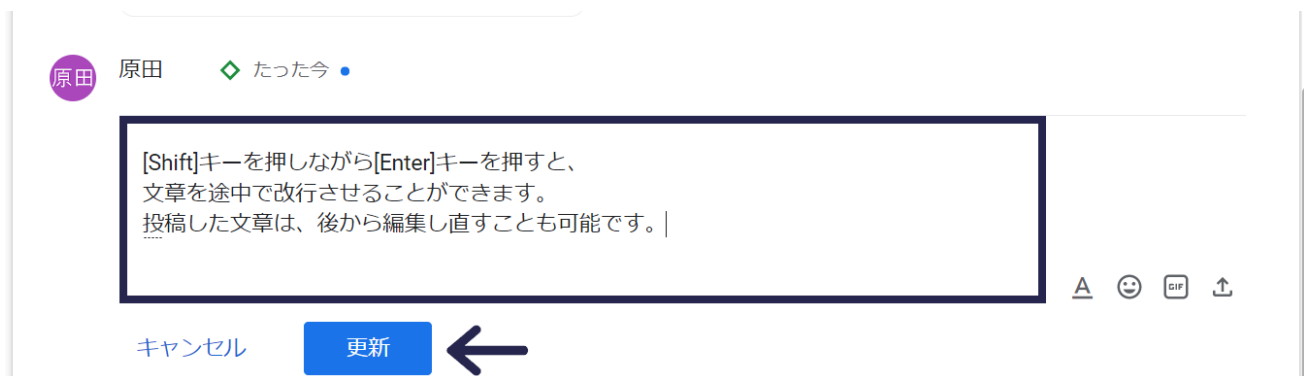 原田
原田
たった今
[Shift]キーを押しながら[Enter]キーを押すと、
文章を途中で改行させることができます。
投稿した文章は、後から編集し直すことも可能です。
A
GIF
キャンセル
更新